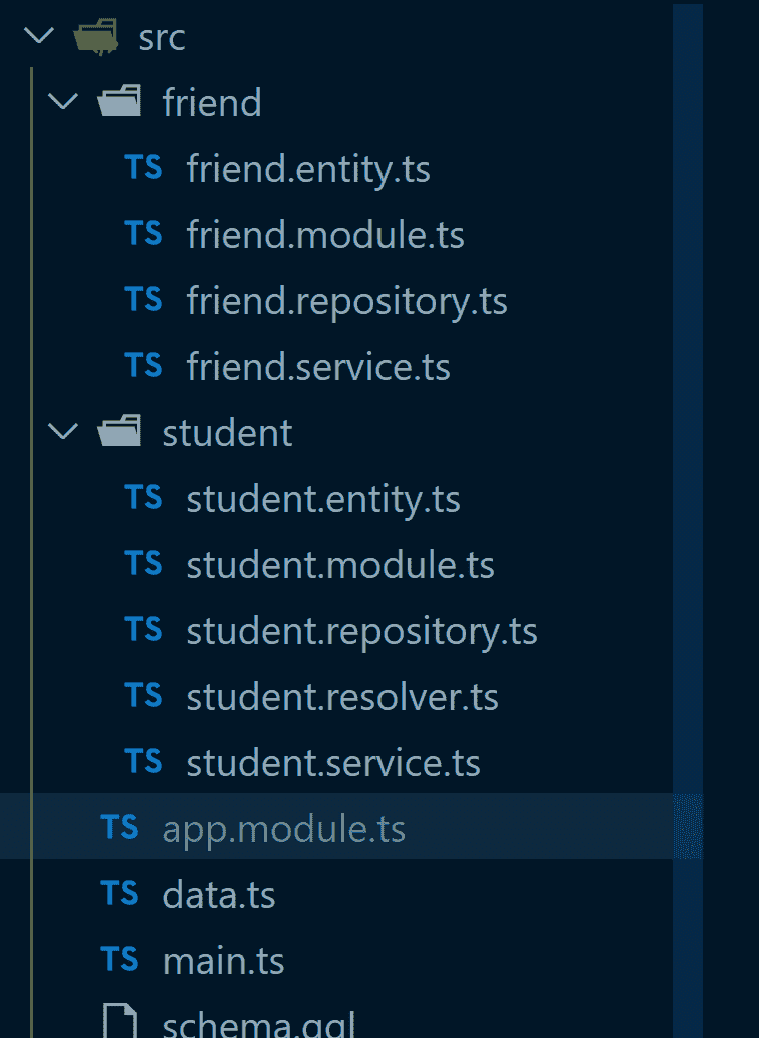 src
friend
TS friend.entity.ts
TS friend.module.ts
TS friend.repository.ts
TS friend.service.ts
student
TS student.entity.ts
TS student.module.ts
TS student.repository.ts
TS student.resolver.ts
TS student.service.ts
TS app.module.ts
TS data.ts
TS main.ts
schema.gql